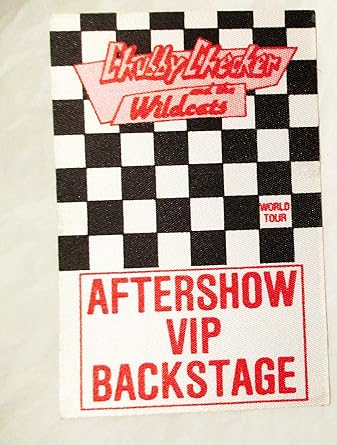 Chubby Checker
and the
Wildcats
WORLD
TOUR
AFTERSHOW
VIP
BACKSTAGE